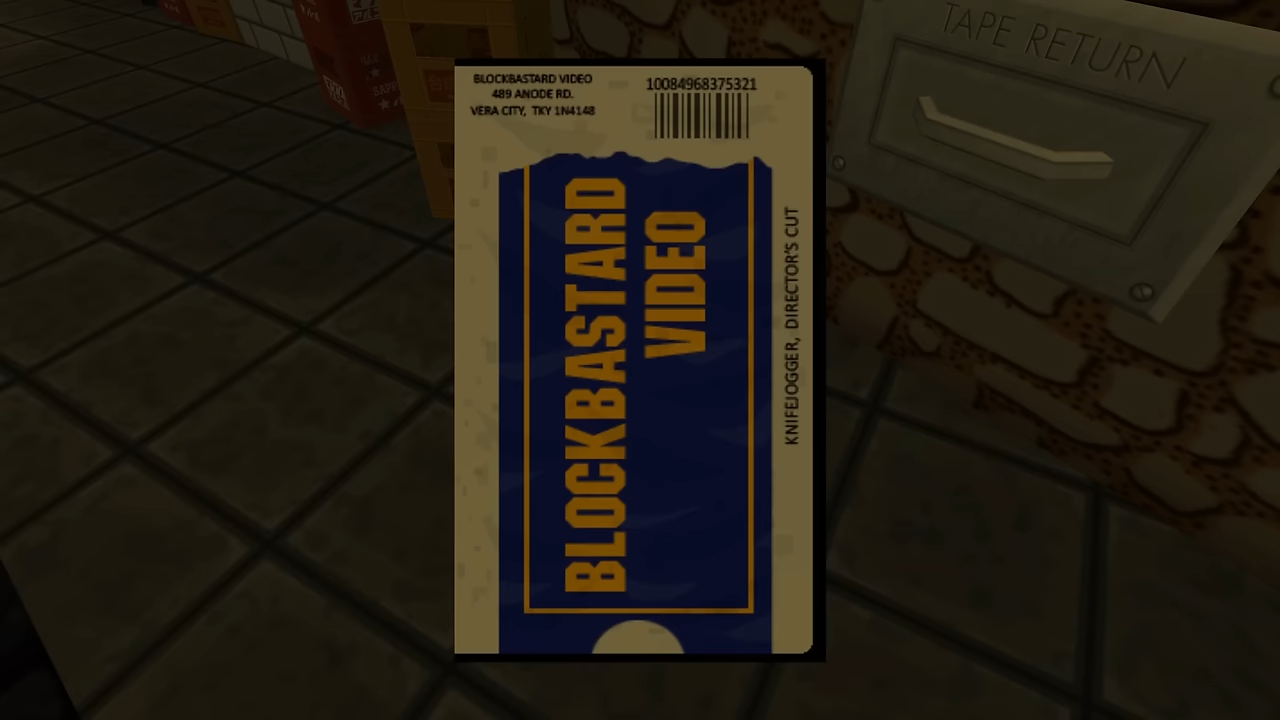 BLOCKBASTARD VIDEO
489 ANODE RD.
VERA CITY, TKY 1N4148
10084968375321
BLOCKBASTARD
VIDEO
KNIFEJOGGER, DIRECTOR'S CUT
TAPE RETURN